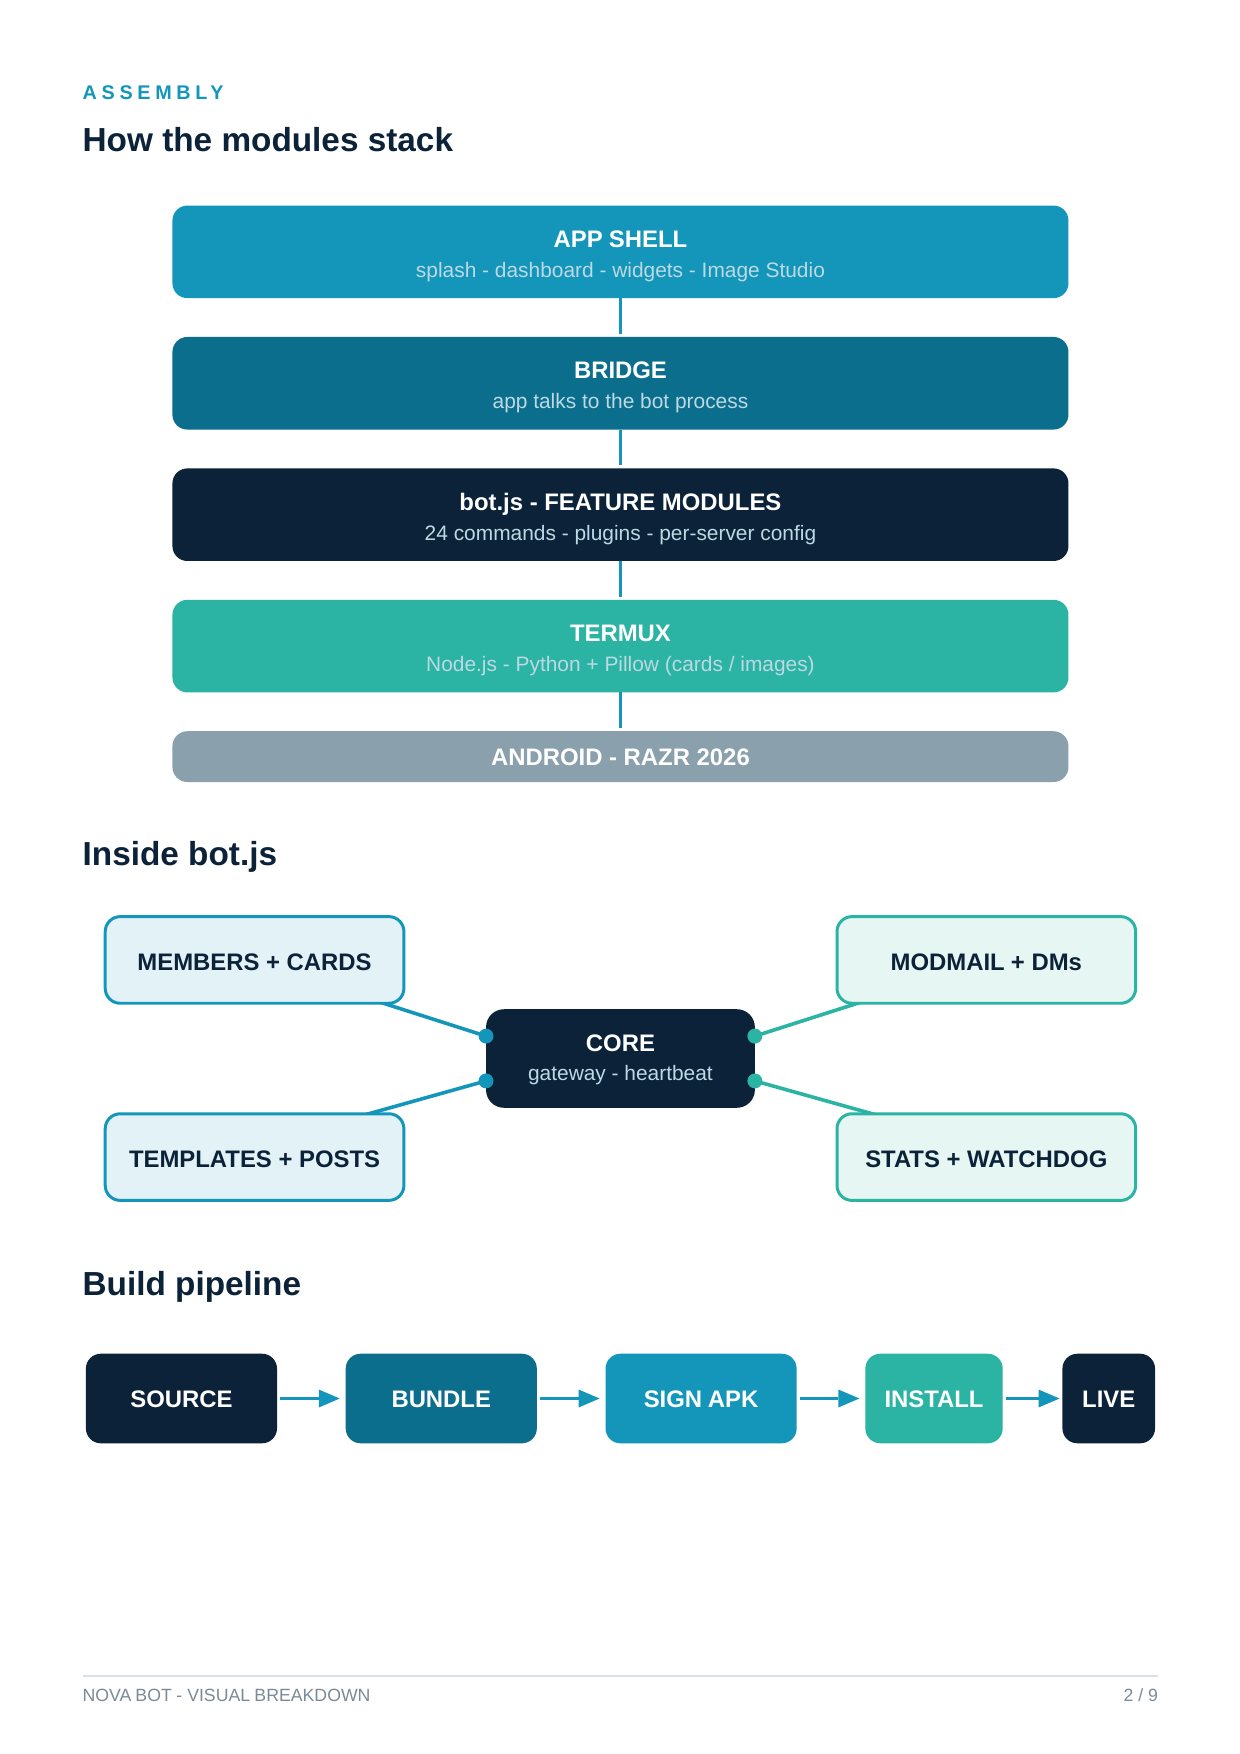 ASSEMBLY
How the modules stack
APP SHELL
splash - dashboard - widgets - Image Studio
BRIDGE
app talks to the bot process
bot.js - FEATURE MODULES
24 commands - plugins - per-server config
TERMUX
Node.js - Python + Pillow (cards / images)
ANDROID - RAZR 2026
Inside bot.js
MEMBERS + CARDS
MODMAIL + DMs
CORE
gateway - heartbeat
TEMPLATES + POSTS
STATS + WATCHDOG
Build pipeline
SOURCE
BUNDLE
SIGN APK
INSTALL
LIVE
NOVA BOT - VISUAL BREAKDOWN
2 / 9